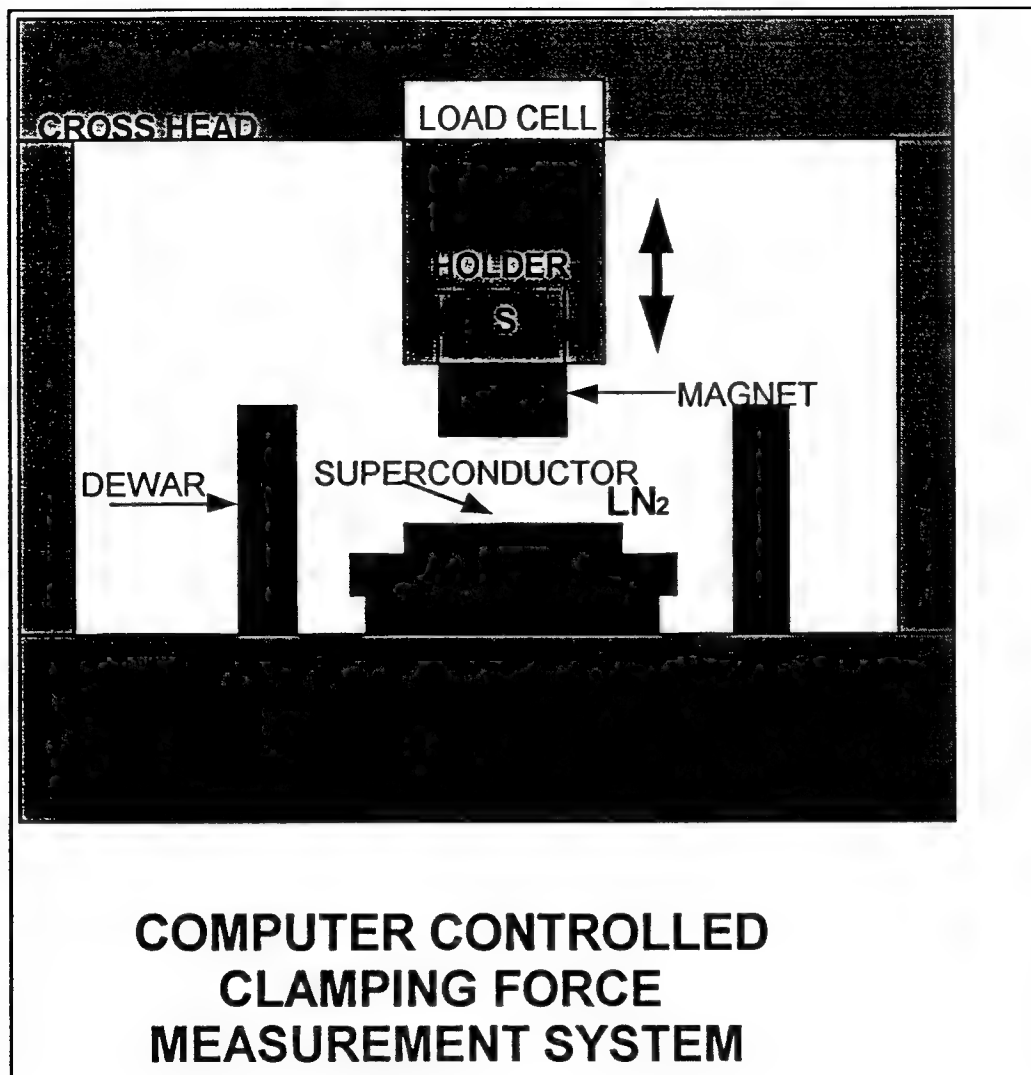 LOAD CELL
CROSS HEAD
HOLDER
S
MAGNET
SUPERCONDUCTOR
DEWAR
LN₂
COMPUTER CONTROLLED
CLAMPING FORCE
MEASUREMENT SYSTEM